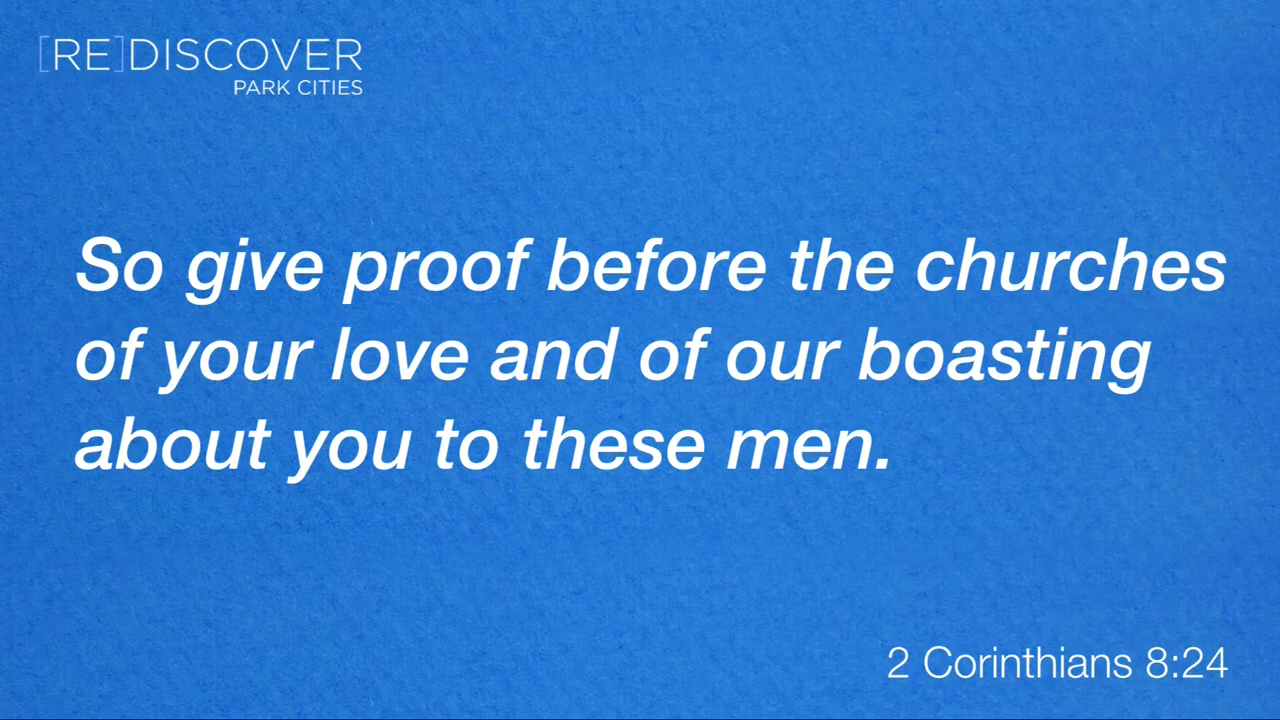 [RE]DISCOVER
PARK CITIES
So give proof before the churches
of your love and of our boasting
about you to these men.
2 Corinthians 8:24